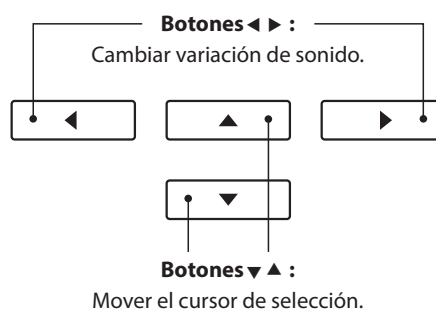 Botones ◀ ▶ :
Cambiar variación de sonido.
◀ ▲ ▶
▼
Botones ▼ ▲ :
Mover el cursor de selección.